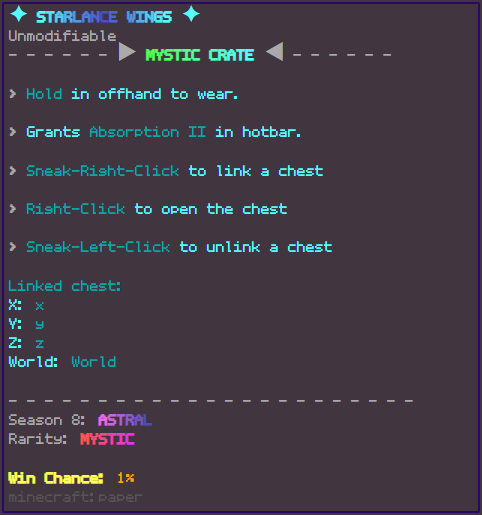 ✦ STARLANCE WINGS ✦
Unmodifiable
- - - - - - ▶ MYSTIC CRATE ◀ - - - - - -
> Hold in offhand to wear.
> Grants Absorption II in hotbar.
> Sneak-Risht-Click to link a chest
> Risht-Click to open the chest
> Sneak-Left-Click to unlink a chest
Linked chest:
X: x
Y: y
Z: z
World: World
- - - - - - - - - - - - - - - - - - - - - - - -
Season 8: ASTRAL
Rarity: MYSTIC
Win Chance: 1%
minecraft:paper